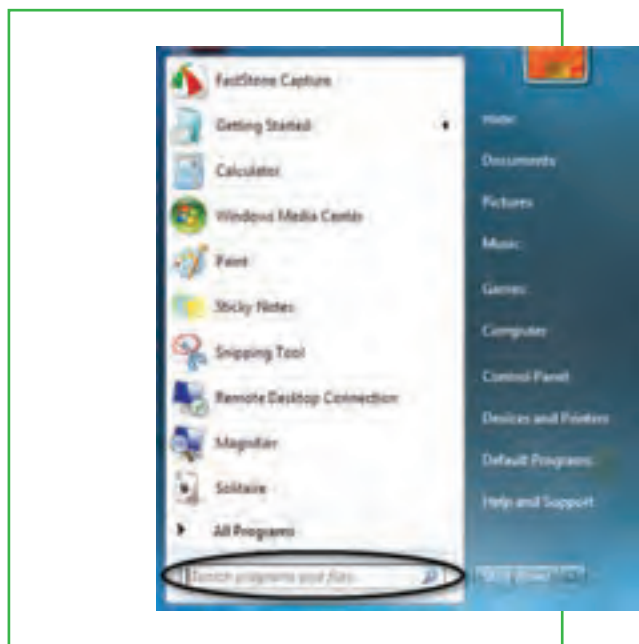 FastStone Capture
Getting Started
Calculator
Windows Media Center
Paint
Sticky Notes
Snipping Tool
Remote Desktop Connection
Magnifier
Solitaire
All Programs
Search programs and files
Documents
Pictures
Music
Games
Computer
Control Panel
Devices and Printers
Default Programs
Help and Support
Shut down